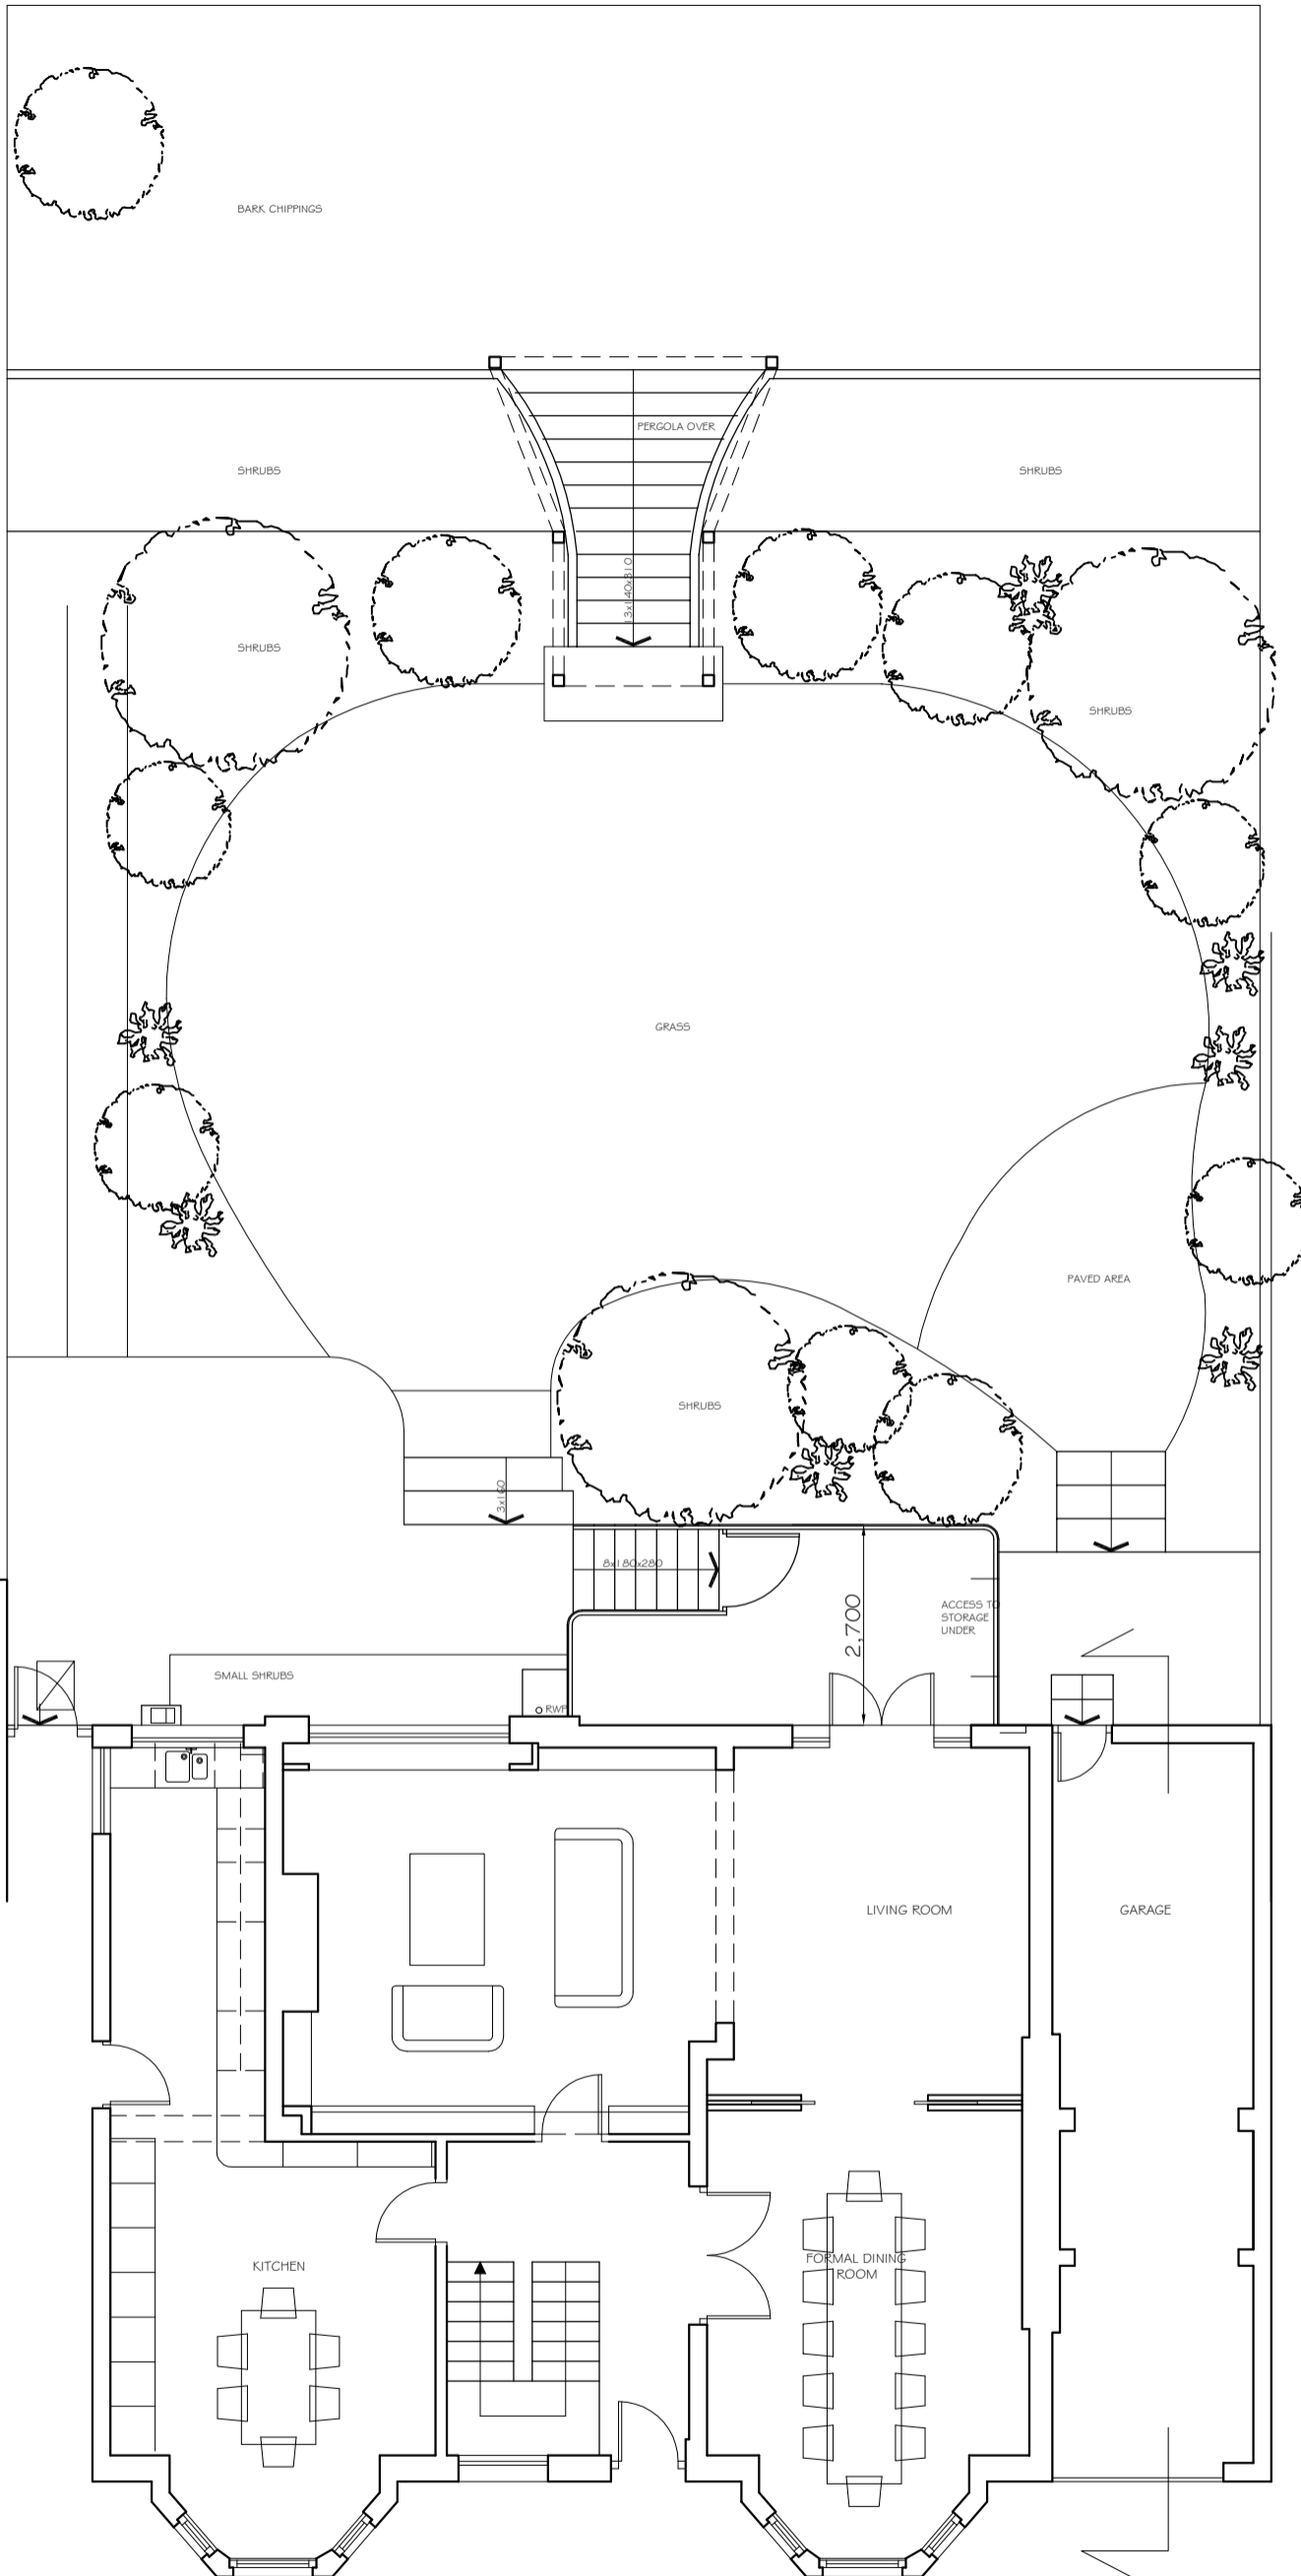 BARK CHIPPINGS
PERGOLA OVER
SHRUBS
SHRUBS
13x140x310
SHRUBS
SHRUBS
GRASS
PAVED AREA
SHRUBS
3x160
8x180x280
2,700
ACCESS TO
STORAGE
UNDER
SMALL SHRUBS
RWP
LIVING ROOM
GARAGE
KITCHEN
FORMAL DINING
ROOM